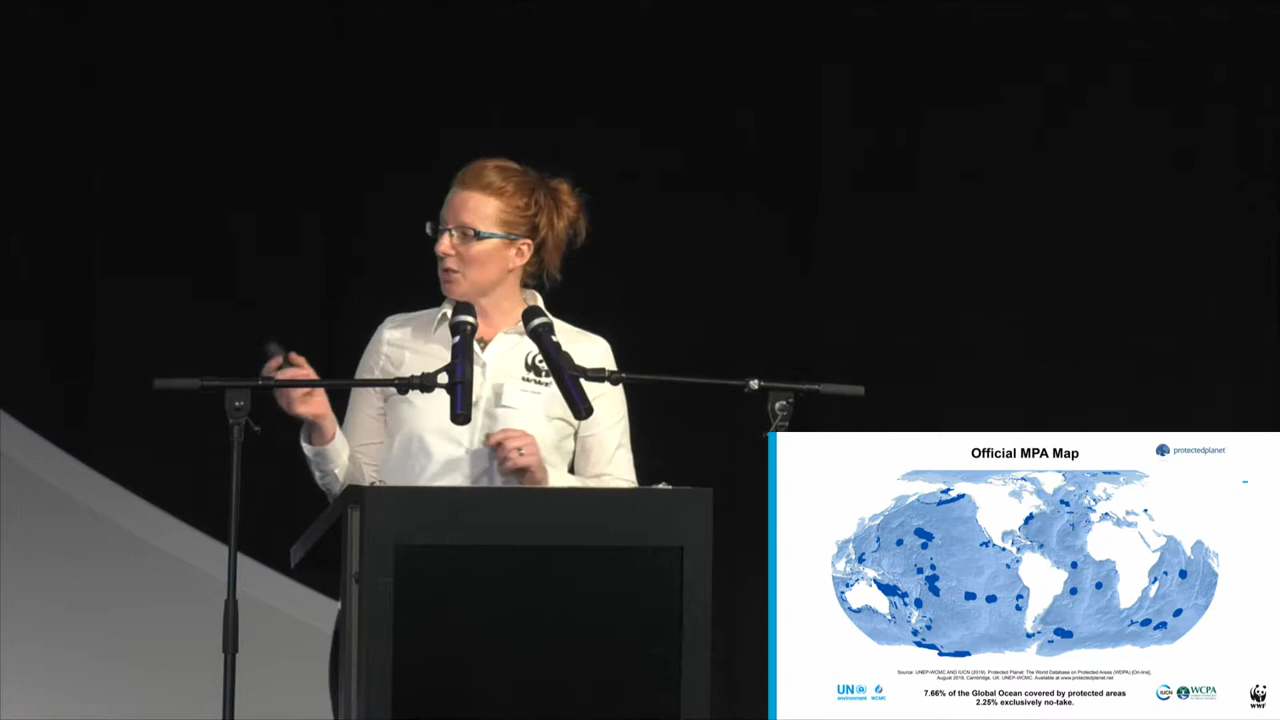 WWF
Official MPA Map
protectedplanet
Source: UNEP-WCMC AND IUCN (2019). Protected Planet: The World Database on Protected Areas (WDPA) [On-line],
August 2019, Cambridge, UK: UNEP-WCMC. Available at www.protectedplanet.net
UN
environment
WCMC
7.66% of the Global Ocean covered by protected areas
2.25% exclusively no-take.
IUCN
WCPA
WWF